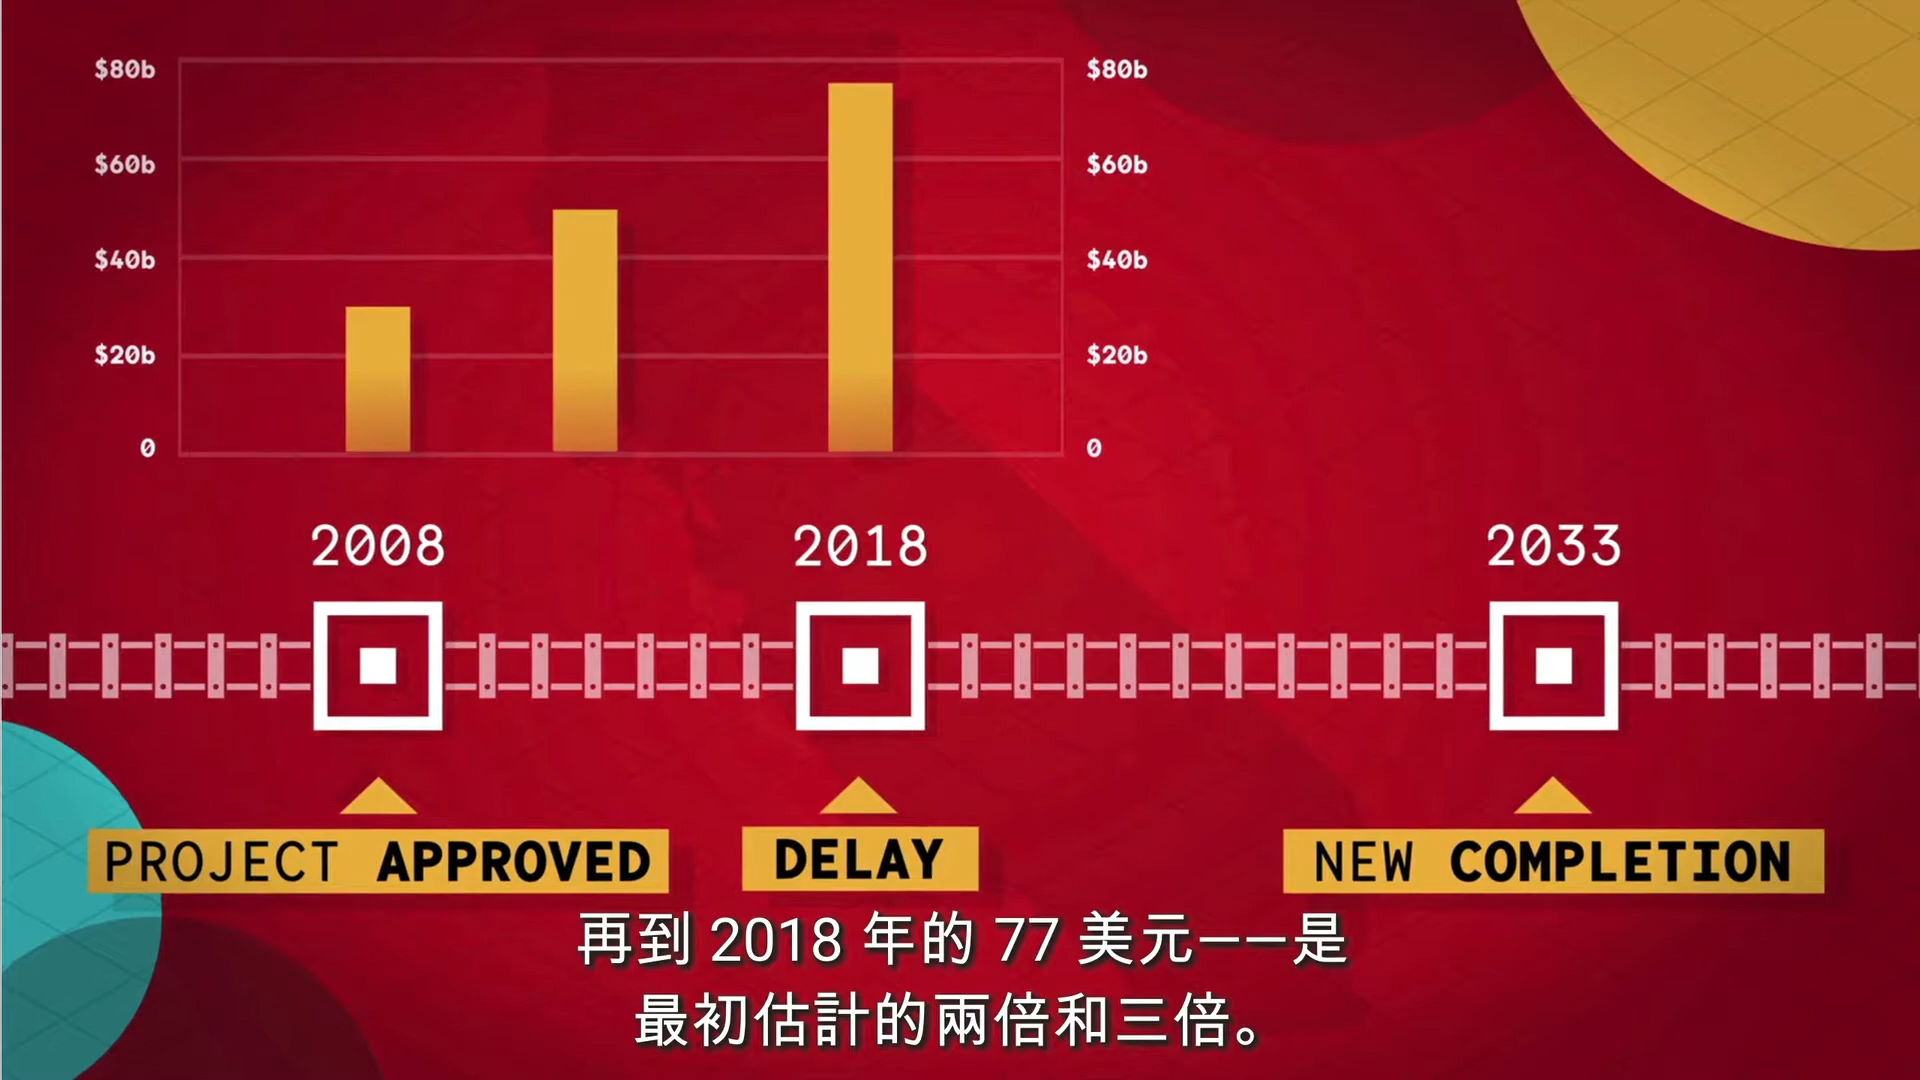 $80b
$80b
$60b
$60b
$40b
$40b
$20b
$20b
0
0
2008
2018
2033
PROJECT APPROVED
DELAY
NEW COMPLETION
再到 2018 年的 77 美元——是
最初估計的兩倍和三倍。